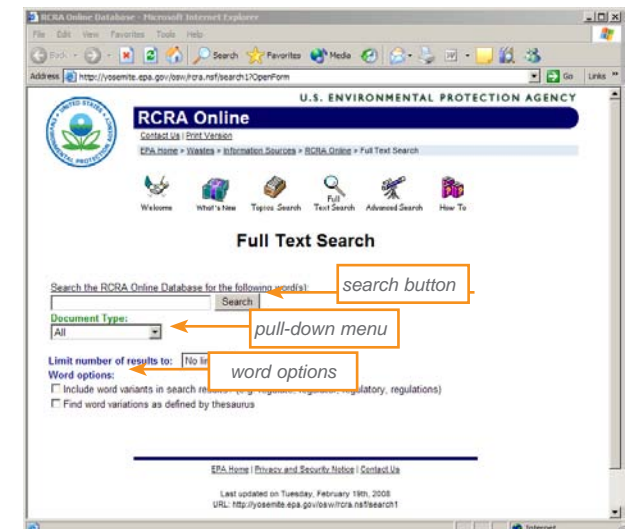 RCRA Online Database - Microsoft Internet Explorer
File Edit View Favorites Tools Help
Back Search Favorites Media
Address http://yosemite.epa.gov/osw/rcra.nsf/search1?OpenForm Go Links »
U.S. ENVIRONMENTAL PROTECTION AGENCY
RCRA Online
Contact Us | Print Version
EPA Home > Wastes > Information Sources > RCRA Online > Full Text Search
Welcome What's New Topics Search Full Text Search Advanced Search How To
Full Text Search
Search the RCRA Online Database for the following word(s):
search button
Search
Document Type:
All
pull-down menu
Limit number of results to: No
word options
Word options:
Include word variants in search (e.g. regulate, regulatory, regulations)
Find word variations as defined by thesaurus
EPA Home | Privacy and Security Notice | Contact Us
Last updated on Tuesday, February 19th, 2008
URL: http://yosemite.epa.gov/osw/rcra.nsf/search1
Internet